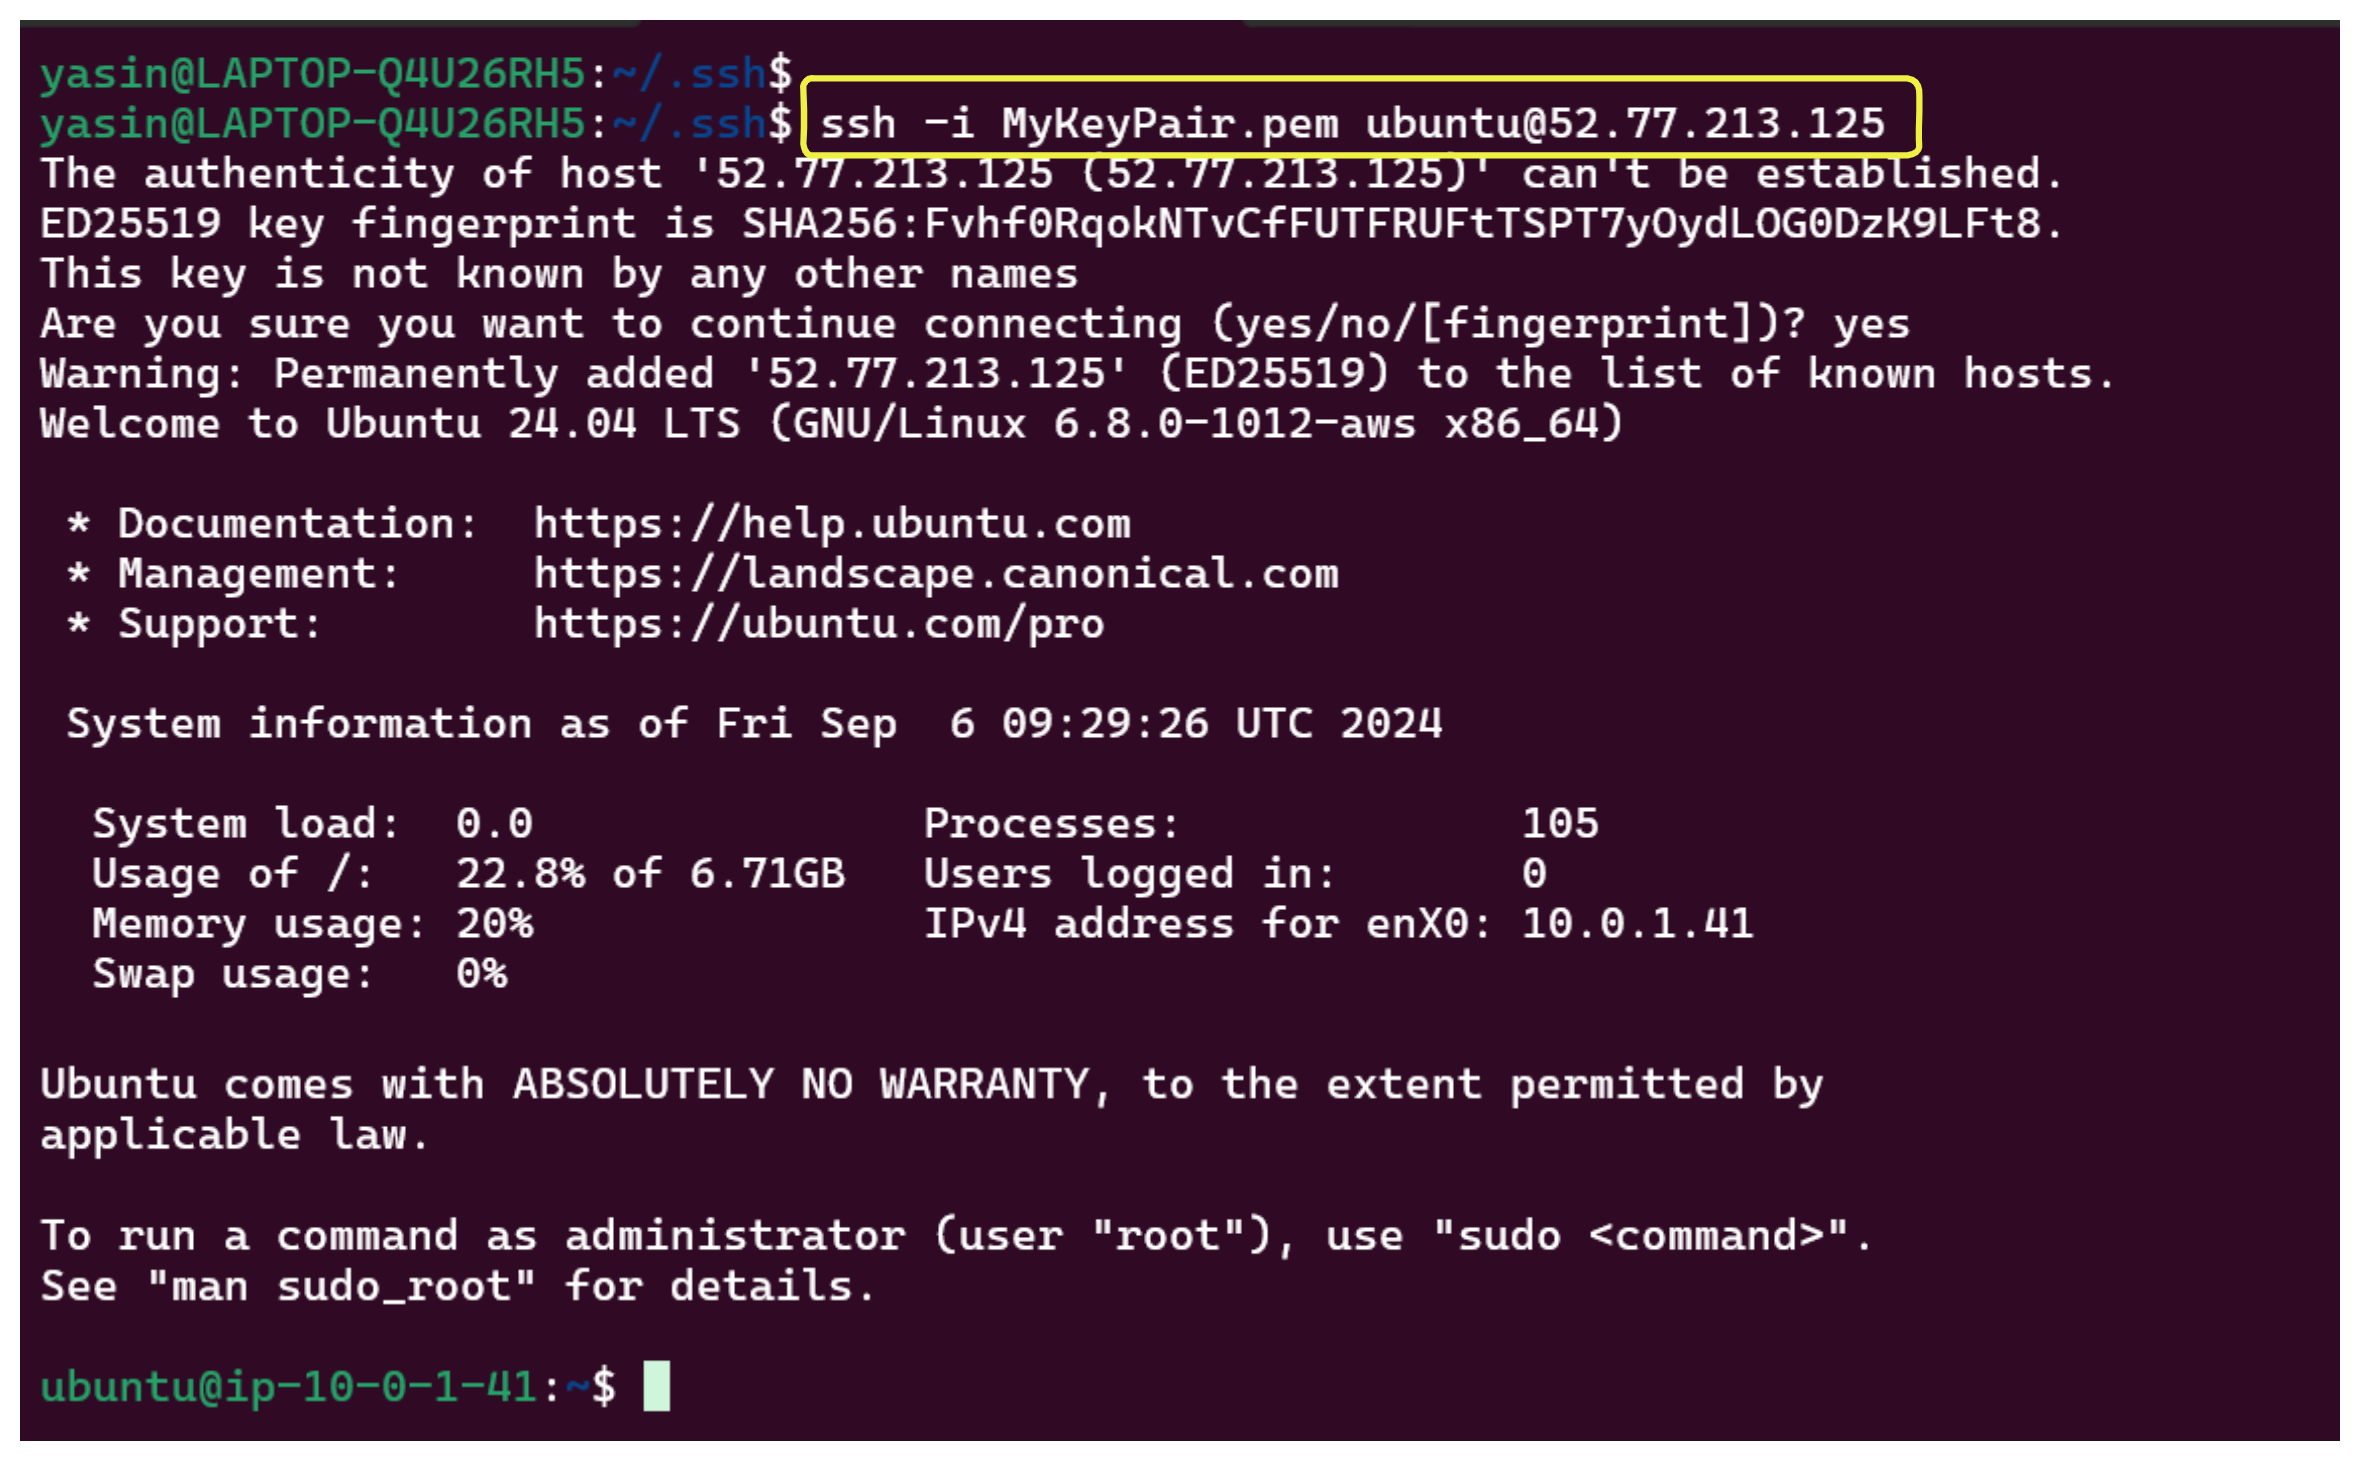 yasin@LAPTOP-Q4U26RH5:~/.ssh$
yasin@LAPTOP-Q4U26RH5:~/.ssh$ ssh -i MyKeyPair.pem ubuntu@52.77.213.125
The authenticity of host '52.77.213.125 (52.77.213.125)' can't be established.
ED25519 key fingerprint is SHA256:Fvhf0RqokNTvCfFUTFRUFtTSPT7yOydLOG0DzK9LFt8.
This key is not known by any other names
Are you sure you want to continue connecting (yes/no/[fingerprint])? yes
Warning: Permanently added '52.77.213.125' (ED25519) to the list of known hosts.
Welcome to Ubuntu 24.04 LTS (GNU/Linux 6.8.0-1012-aws x86_64)
* Documentation:  https://help.ubuntu.com
* Management:     https://landscape.canonical.com
* Support:        https://ubuntu.com/pro
System information as of Fri Sep  6 09:29:26 UTC 2024
System load:  0.0               Processes:             105
Usage of /:   22.8% of 6.71GB   Users logged in:       0
Memory usage: 20%               IPv4 address for enX0: 10.0.1.41
Swap usage:   0%
Ubuntu comes with ABSOLUTELY NO WARRANTY, to the extent permitted by
applicable law.
To run a command as administrator (user "root"), use "sudo <command>".
See "man sudo_root" for details.
ubuntu@ip-10-0-1-41:~$